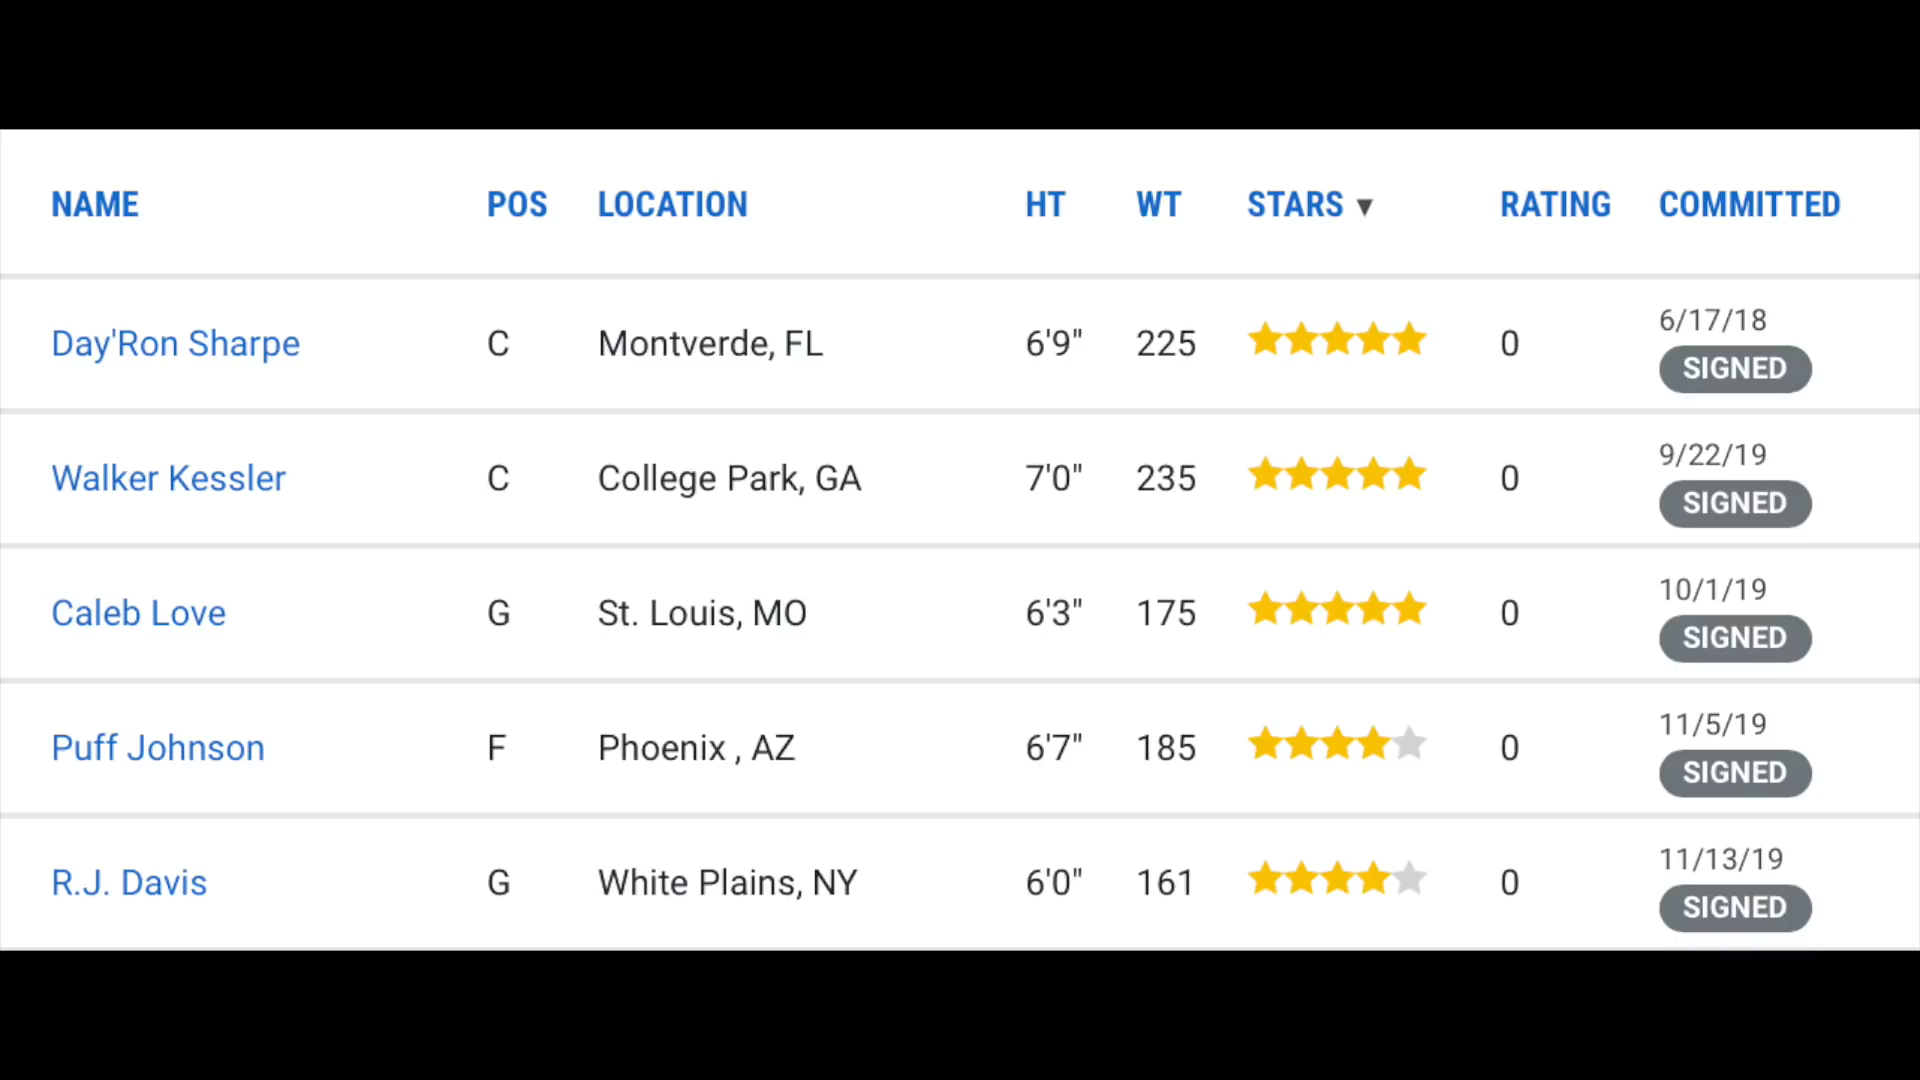 NAME POS LOCATION HT WT STARS ▼ RATING COMMITTED
Day'Ron Sharpe C Montverde, FL 6'9" 225 0 6/17/18
SIGNED
Walker Kessler C College Park, GA 7'0" 235 0 9/22/19
SIGNED
Caleb Love G St. Louis, MO 6'3" 175 0 10/1/19
SIGNED
Puff Johnson F Phoenix , AZ 6'7" 185 0 11/5/19
SIGNED
R.J. Davis G White Plains, NY 6'0" 161 0 11/13/19
SIGNED